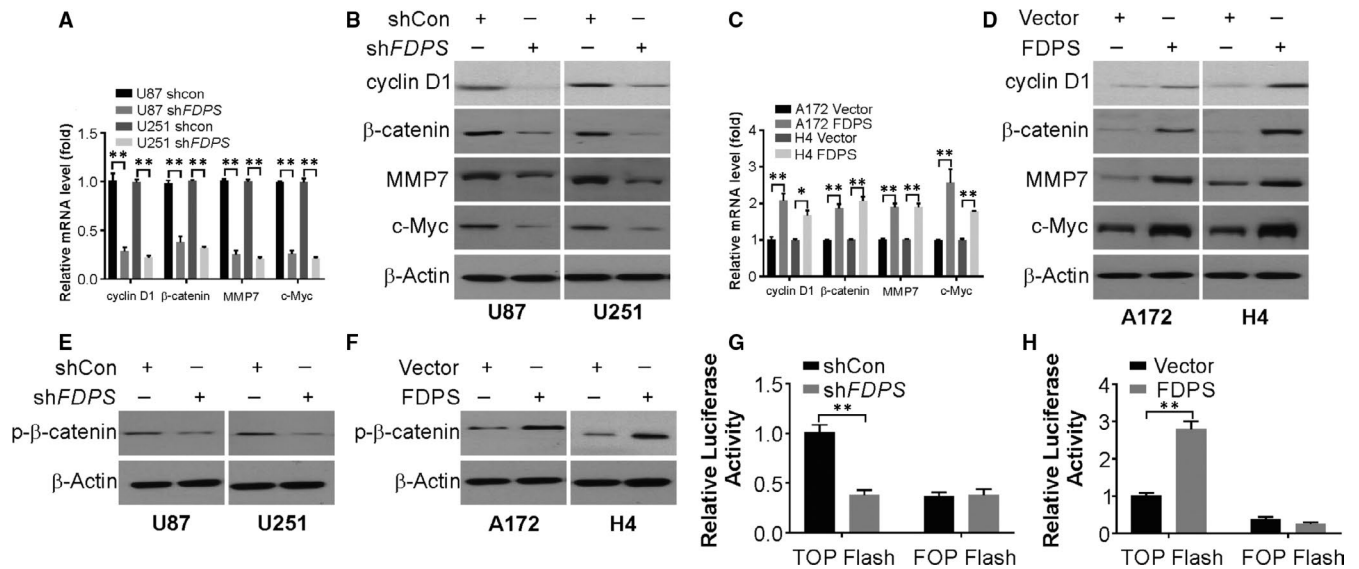 A
U87 shcon
U87 shFDPS
U251 shcon
U251 shFDPS
Relative mRNA level (fold)
1.5
1.0
0.5
0.0
** ** ** ** ** ** ** **
cyclin D1 β-catenin MMP7 c-Myc
B
shCon + − + −
shFDPS − + − +
cyclin D1
β-catenin
MMP7
c-Myc
β-Actin
U87 U251
C
A172 Vector
A172 FDPS
H4 Vector
H4 FDPS
Relative mRNA level (fold)
4
3
2
1
0
** * ** ** ** ** ** **
cyclin D1 β-catenin MMP7 c-Myc
D
Vector + − + −
FDPS − + − +
cyclin D1
β-catenin
MMP7
c-Myc
β-Actin
A172 H4
E
shCon + − + −
shFDPS − + − +
p-β-catenin
β-Actin
U87 U251
F
Vector + − + −
FDPS − + − +
p-β-catenin
β-Actin
A172 H4
G
shCon
shFDPS
Relative Luciferase
Activity
1.5
1.0
0.5
0.0
**
TOP Flash FOP Flash
H
Vector
FDPS
Relative Luciferase
Activity
4
3
2
1
0
**
TOP Flash FOP Flash